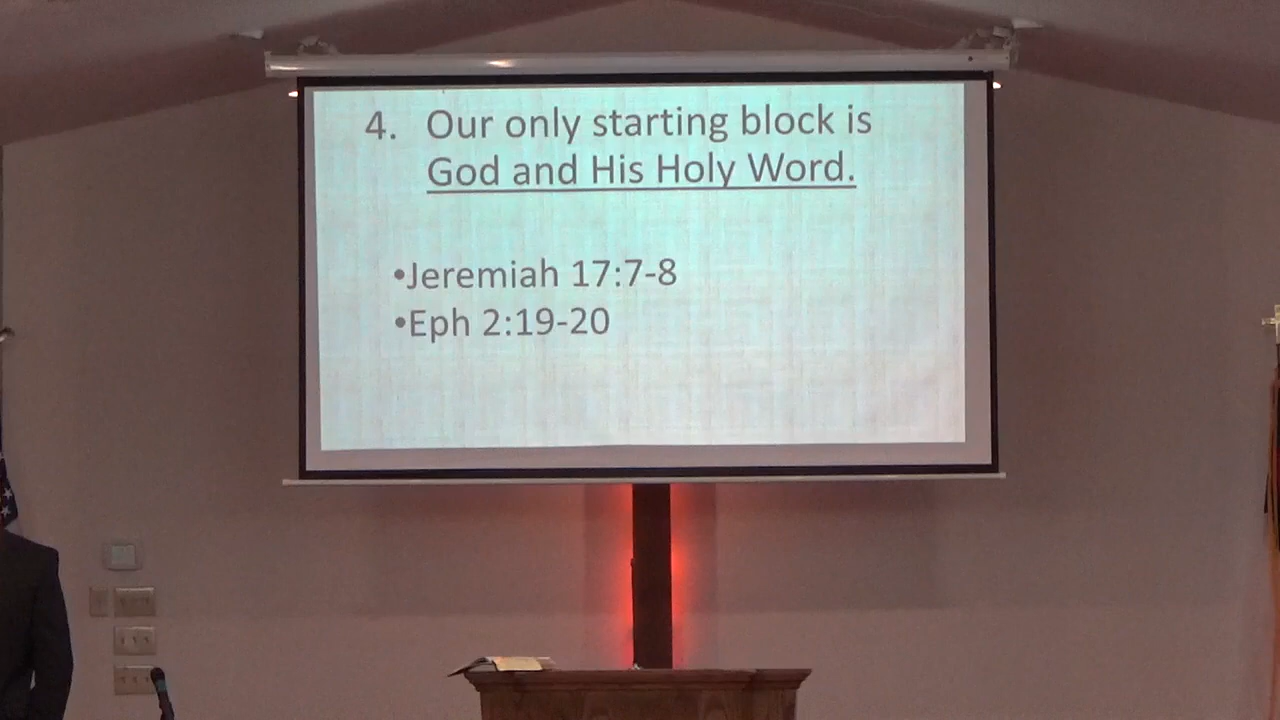 4. Our only starting block is
God and His Holy Word.
•Jeremiah 17:7-8
•Eph 2:19-20